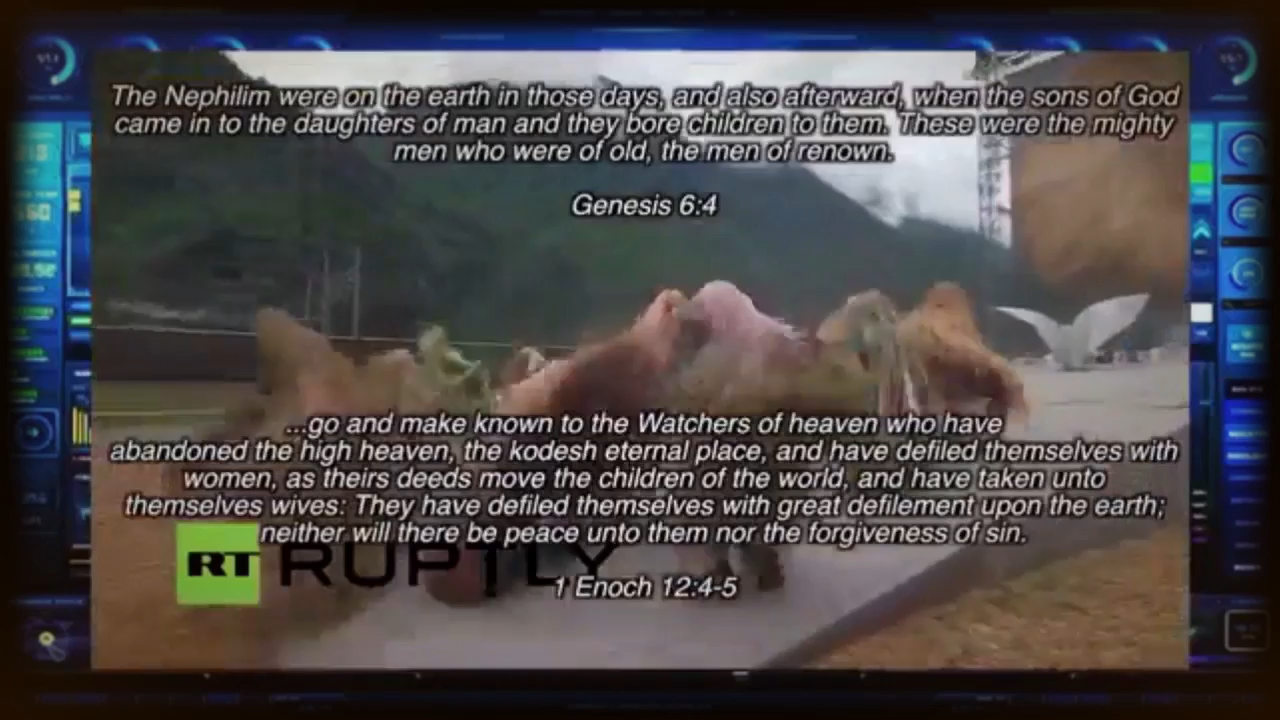 The Nephilim were on the earth in those days, and also afterward, when the sons of God
came in to the daughters of man and they bore children to them. These were the mighty
men who were of old, the men of renown.
Genesis 6:4
...go and make known to the Watchers of heaven who have
abandoned the high heaven, the kodesh eternal place, and have defiled themselves with
women, as theirs deeds move the children of the world, and have taken unto
themselves wives: They have defiled themselves with great defilement upon the earth;
neither will there be peace unto them nor the forgiveness of sin.
RT RUPTLY
1 Enoch 12:4-5